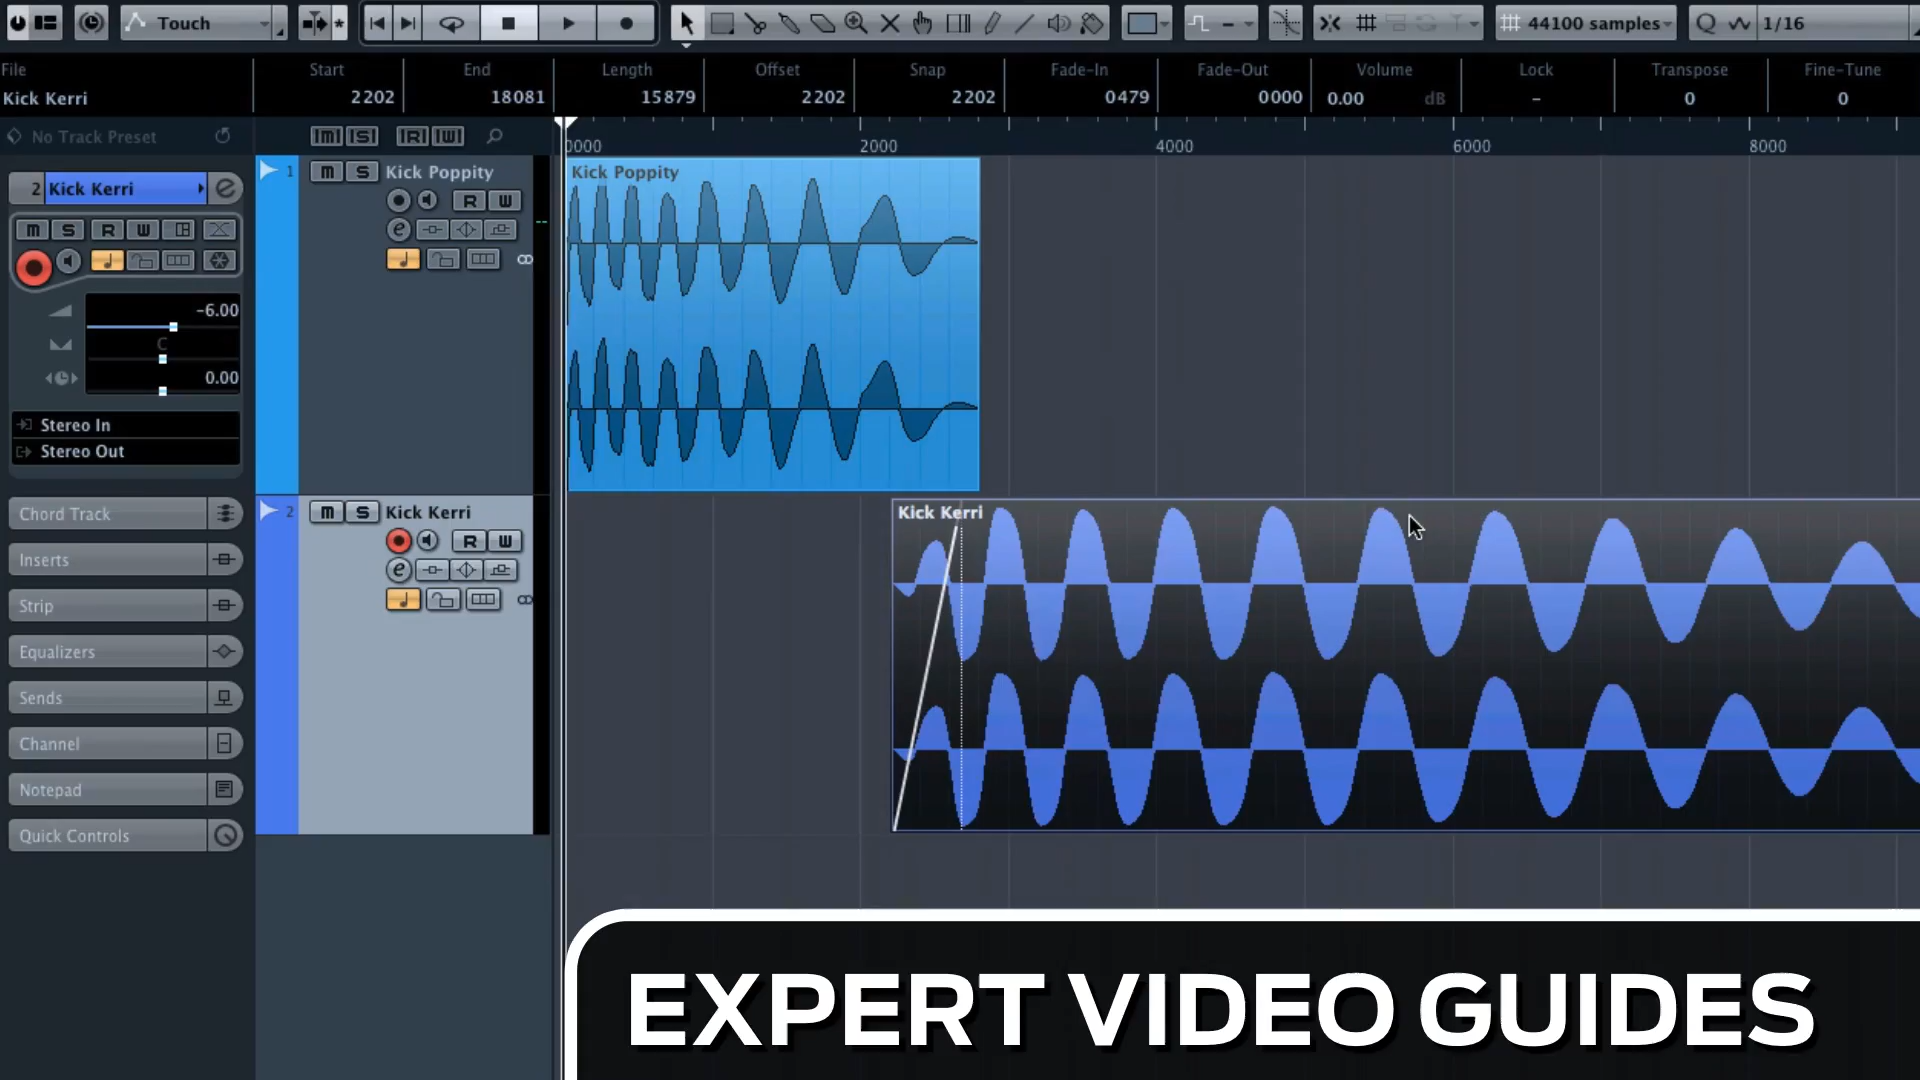 Touch
44100 samples
Q
1/16
File
Start
End
Length
Offset
Snap
Fade-In
Fade-Out
Volume
Lock
Transpose
Fine-Tune
Kick Kerri
2202
18081
15879
2202
2202
0479
0000
0.00 dB
-
0
0
No Track Preset
M S R W
0000
2000
4000
6000
8000
2 Kick Kerri
M S R W
-6.00
C
0.00
Stereo In
Stereo Out
Chord Track
Inserts
Strip
Equalizers
Sends
Channel
Notepad
Quick Controls
1
M S Kick Poppity
R W
e
Kick Poppity
2
M S Kick Kerri
R W
e
Kick Kerri
EXPERT VIDEO GUIDES